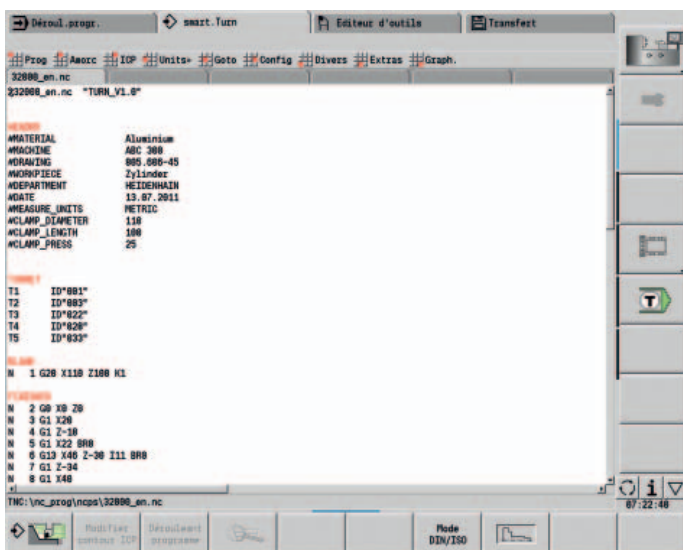 Déroul.progr. smart.Turn Editeur d'outils Transfert
Prog Amorc ICP Units» Goto Config Divers Extras Graph.
32000_en.nc
%32000_en.nc "TURN_V1.0"
HEADER
#MATERIAL Aluminium
#MACHINE ABC 300
#DRAWING 005.606-45
#WORKPIECE Zylinder
#DEPARTMENT HEIDENHAIN
#DATE 13.07.2011
#MEASURE_UNITS METRIC
#CLAMP_DIAMETER 110
#CLAMP_LENGTH 100
#CLAMP_PRESS 25
TURRET
T1 ID"001"
T2 ID"003"
T3 ID"022"
T4 ID"020"
T5 ID"033"
BLANK
N 1 G20 X110 Z100 K1
FINISHED
N 2 G0 X0 Z0
N 3 G1 X20
N 4 G1 Z-10
N 5 G1 X22 BR0
N 6 G13 X46 Z-30 I11 BR0
N 7 G1 Z-34
N 8 G1 X40
TNC:\nc_prog\ncps\32000_en.nc
07:22:40
Modifier contour ICP
Déroulement programme
Mode DIN/ISO
T
i